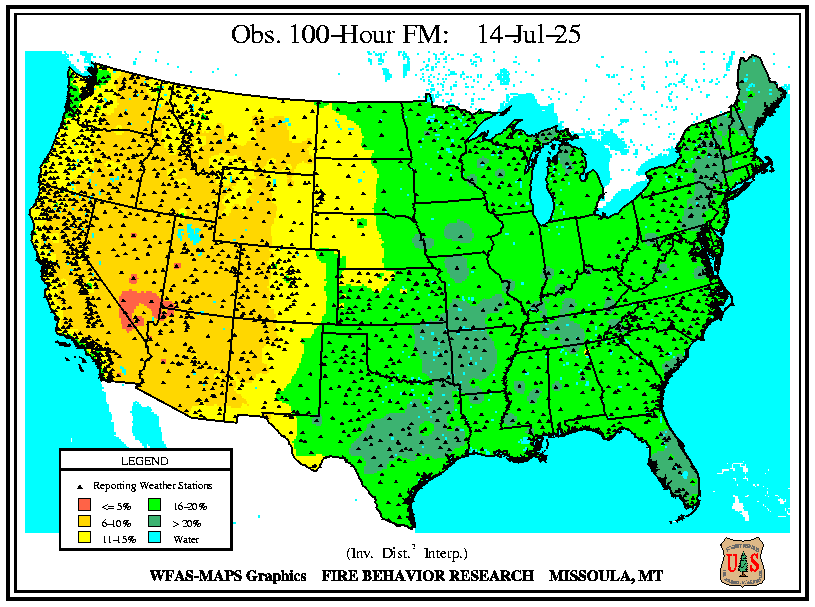 Obs. 100-Hour FM: 14-Jul-25
LEGEND
Reporting Weather Stations
<= 5% 16-20%
6-10% > 20%
11-15% Water
(Inv. Dist.² Interp.)
WFAS-MAPS Graphics FIRE BEHAVIOR RESEARCH MISSOULA, MT
U S